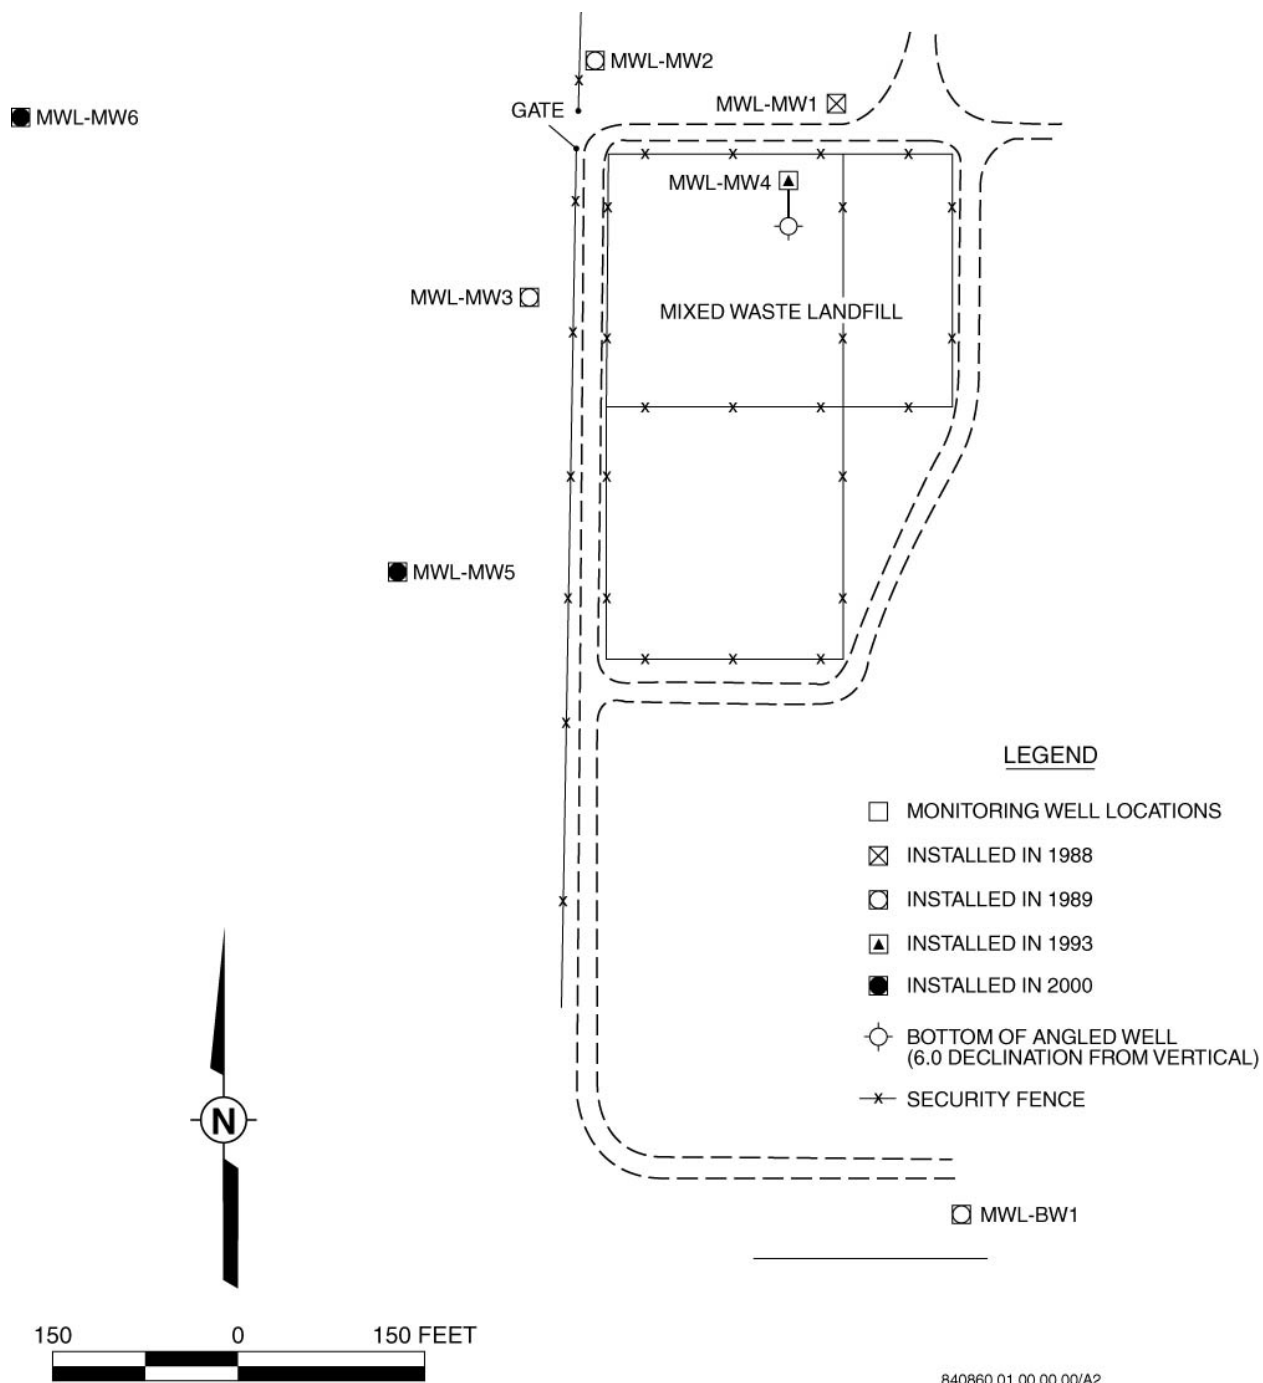 MWL-MW2
MWL-MW1
GATE
MWL-MW6
MWL-MW4
MWL-MW3
MIXED WASTE LANDFILL
MWL-MW5
LEGEND
MONITORING WELL LOCATIONS
INSTALLED IN 1988
INSTALLED IN 1989
INSTALLED IN 1993
INSTALLED IN 2000
BOTTOM OF ANGLED WELL
(6.0 DECLINATION FROM VERTICAL)
SECURITY FENCE
N
MWL-BW1
150 0 150 FEET
840860.01.00.00.00/A2